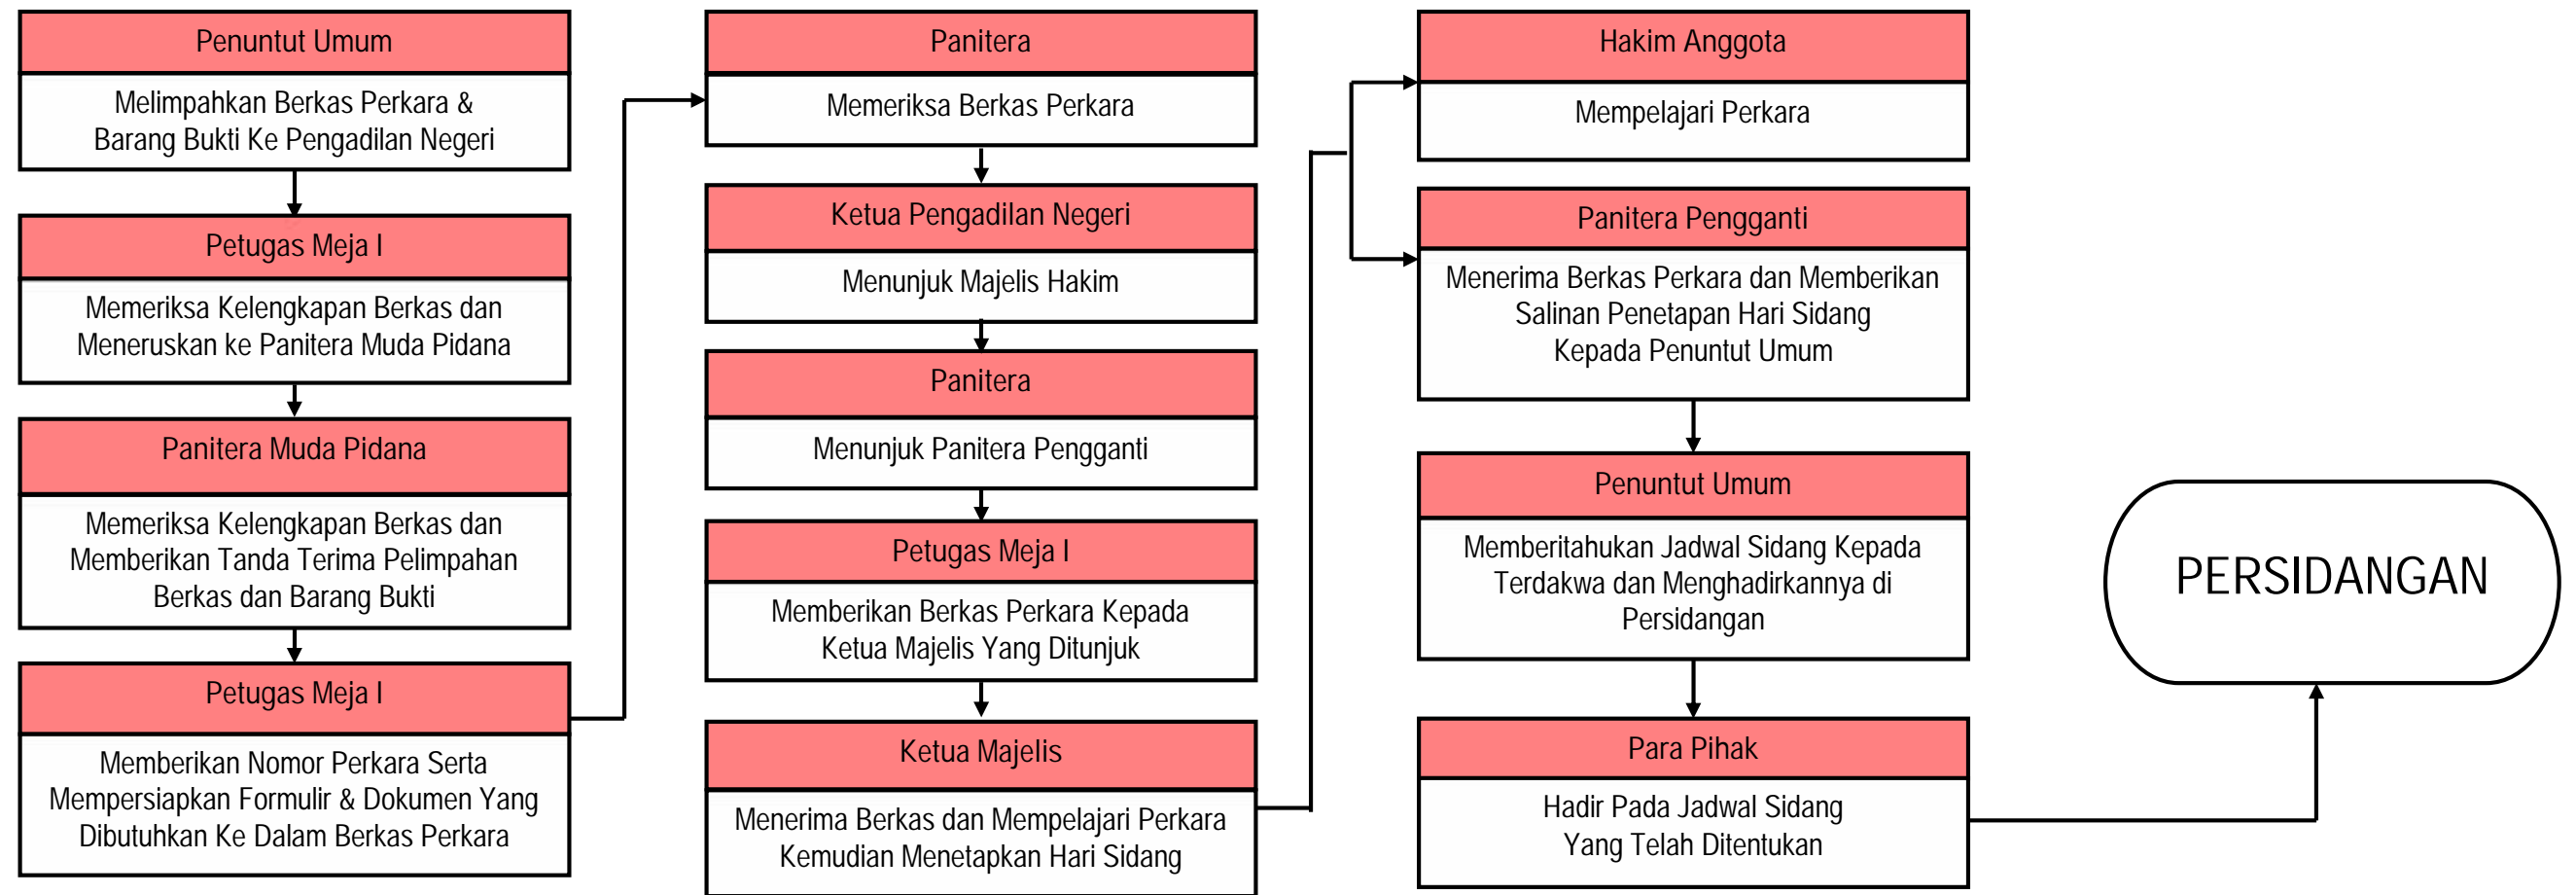 Penuntut Umum
Melimpahkan Berkas Perkara &
Barang Bukti Ke Pengadilan Negeri
Petugas Meja I
Memeriksa Kelengkapan Berkas dan
Meneruskan ke Panitera Muda Pidana
Panitera Muda Pidana
Memeriksa Kelengkapan Berkas dan
Memberikan Tanda Terima Pelimpahan
Berkas dan Barang Bukti
Petugas Meja I
Memberikan Nomor Perkara Serta
Mempersiapkan Formulir & Dokumen Yang
Dibutuhkan Ke Dalam Berkas Perkara
Panitera
Memeriksa Berkas Perkara
Ketua Pengadilan Negeri
Menunjuk Majelis Hakim
Panitera
Menunjuk Panitera Pengganti
Petugas Meja I
Memberikan Berkas Perkara Kepada
Ketua Majelis Yang Ditunjuk
Ketua Majelis
Menerima Berkas dan Mempelajari Perkara
Kemudian Menetapkan Hari Sidang
Hakim Anggota
Mempelajari Perkara
Panitera Pengganti
Menerima Berkas Perkara dan Memberikan
Salinan Penetapan Hari Sidang
Kepada Penuntut Umum
Penuntut Umum
Memberitahukan Jadwal Sidang Kepada
Terdakwa dan Menghadirkannya di
Persidangan
Para Pihak
Hadir Pada Jadwal Sidang
Yang Telah Ditentukan
PERSIDANGAN